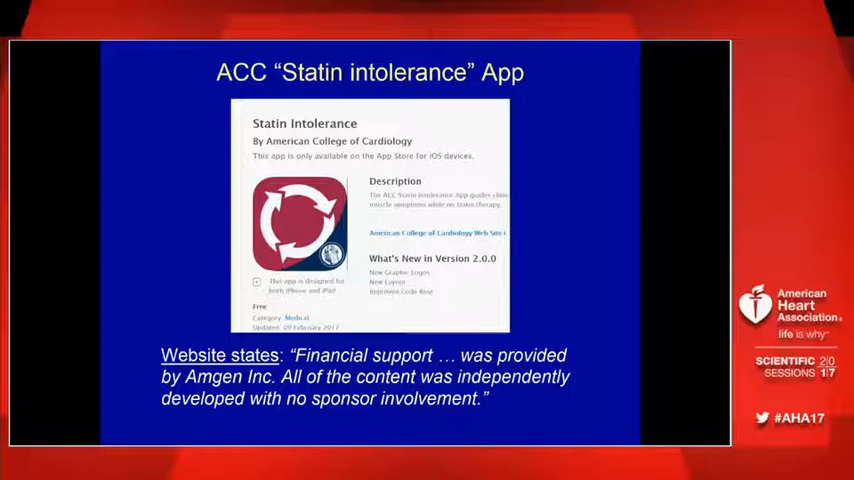 ACC “Statin intolerance” App
Statin Intolerance
By American College of Cardiology
This app is only available on the App Store for iOS devices.
Description
The ACC Statin Intolerance App guides clini
muscle symptoms while on statin therapy.
American College of Cardiology Web Site
What's New in Version 2.0.0
New Graphic Logos
New Layout
Improved Code Base
This app is designed for
both iPhone and iPad
Free
Category: Medical
Updated: 09 February 2017
Website states: “Financial support … was provided
by Amgen Inc. All of the content was independently
developed with no sponsor involvement.”
American
Heart
Association®
life is why™
SCIENTIFIC 20
SESSIONS 17
#AHA17